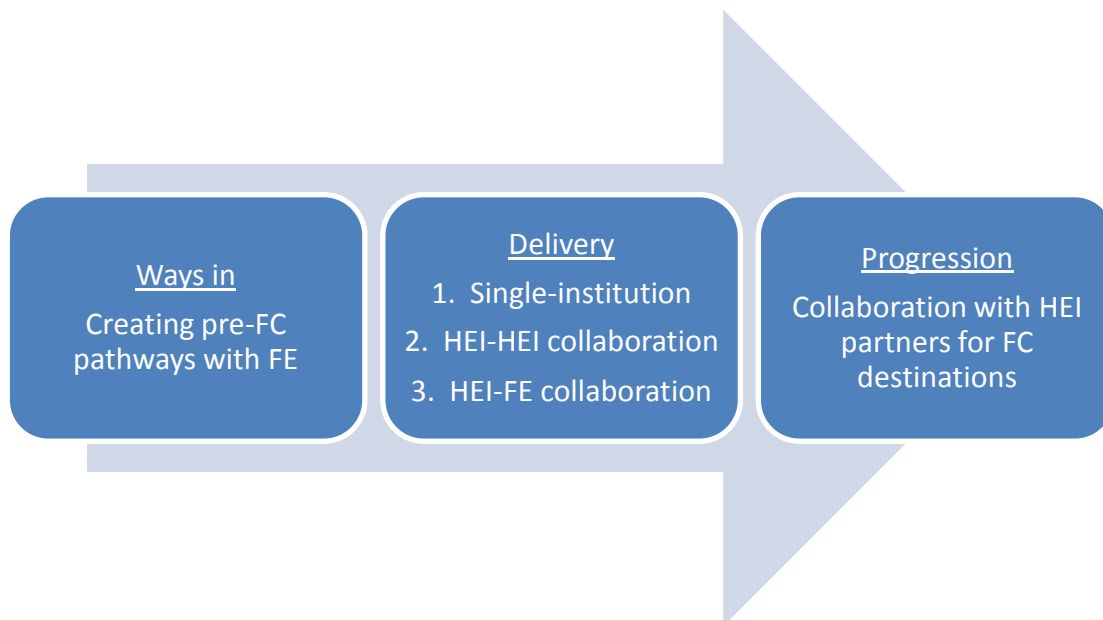 Ways in
Creating pre-FC
pathways with FE
Delivery
1. Single-institution
2. HEI-HEI collaboration
3. HEI-FE collaboration
Progression
Collaboration with HEI
partners for FC
destinations